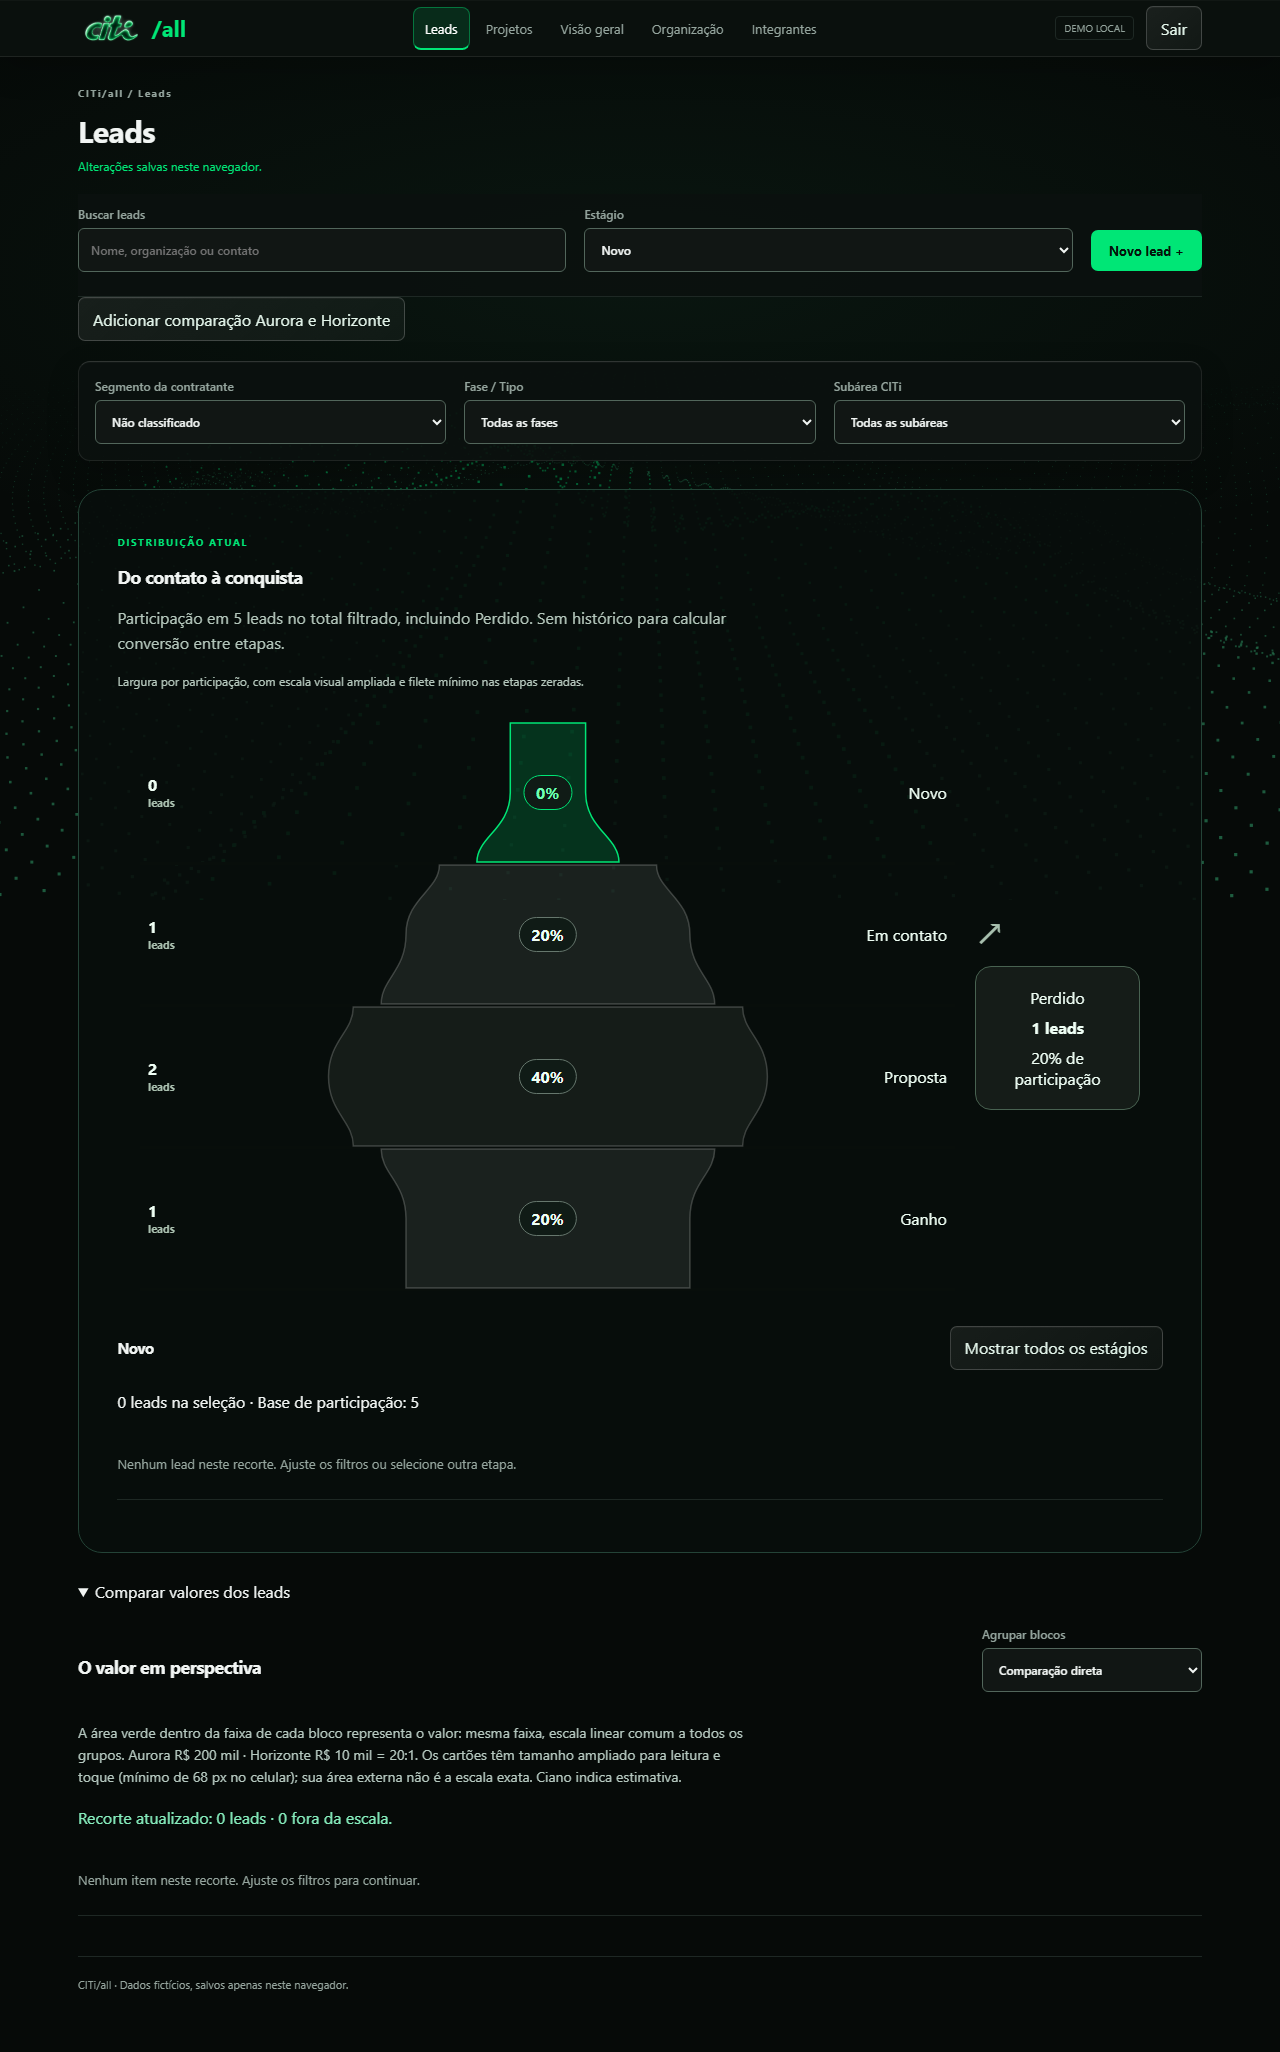 citi /all
Leads
Projetos
Visão geral
Organização
Integrantes
DEMO LOCAL
Sair
CITi/all / Leads
Leads
Alterações salvas neste navegador.
Buscar leads
Estágio
Nome, organização ou contato
Novo
Novo lead +
Adicionar comparação Aurora e Horizonte
Segmento da contratante
Fase / Tipo
Subárea CITi
Não classificado
Todas as fases
Todas as subáreas
DISTRIBUIÇÃO ATUAL
Do contato à conquista
Participação em 5 leads no total filtrado, incluindo Perdido. Sem histórico para calcular
conversão entre etapas.
Largura por participação, com escala visual ampliada e filete mínimo nas etapas zeradas.
0
leads
0%
Novo
1
leads
20%
Em contato
↗
Perdido
1 leads
20% de
participação
2
leads
40%
Proposta
1
leads
20%
Ganho
Novo
Mostrar todos os estágios
0 leads na seleção · Base de participação: 5
Nenhum lead neste recorte. Ajuste os filtros ou selecione outra etapa.
▼ Comparar valores dos leads
Agrupar blocos
O valor em perspectiva
Comparação direta
A área verde dentro da faixa de cada bloco representa o valor: mesma faixa, escala linear comum a todos os
grupos. Aurora R$ 200 mil · Horizonte R$ 10 mil = 20:1. Os cartões têm tamanho ampliado para leitura e
toque (mínimo de 68 px no celular); sua área externa não é a escala exata. Ciano indica estimativa.
Recorte atualizado: 0 leads · 0 fora da escala.
Nenhum item neste recorte. Ajuste os filtros para continuar.
CITi/all · Dados fictícios, salvos apenas neste navegador.